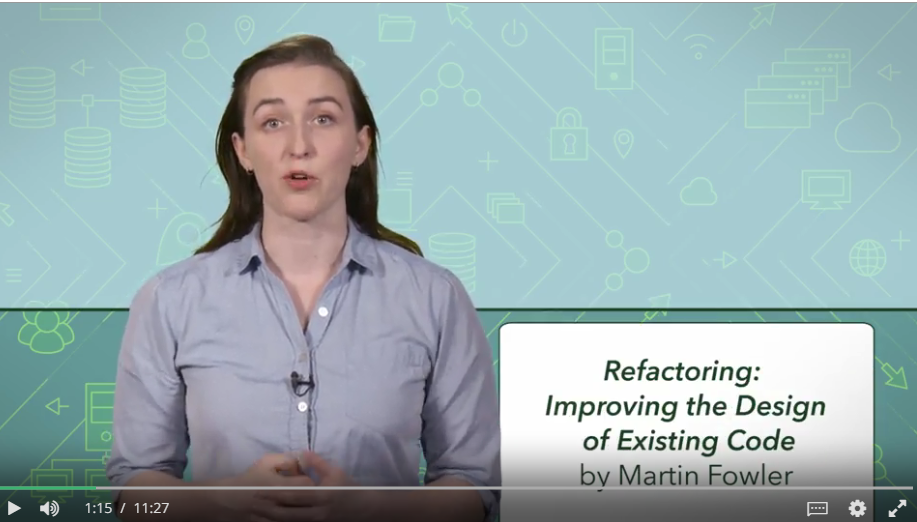 Refactoring:
Improving the Design
of Existing Code
by Martin Fowler
1:15 / 11:27